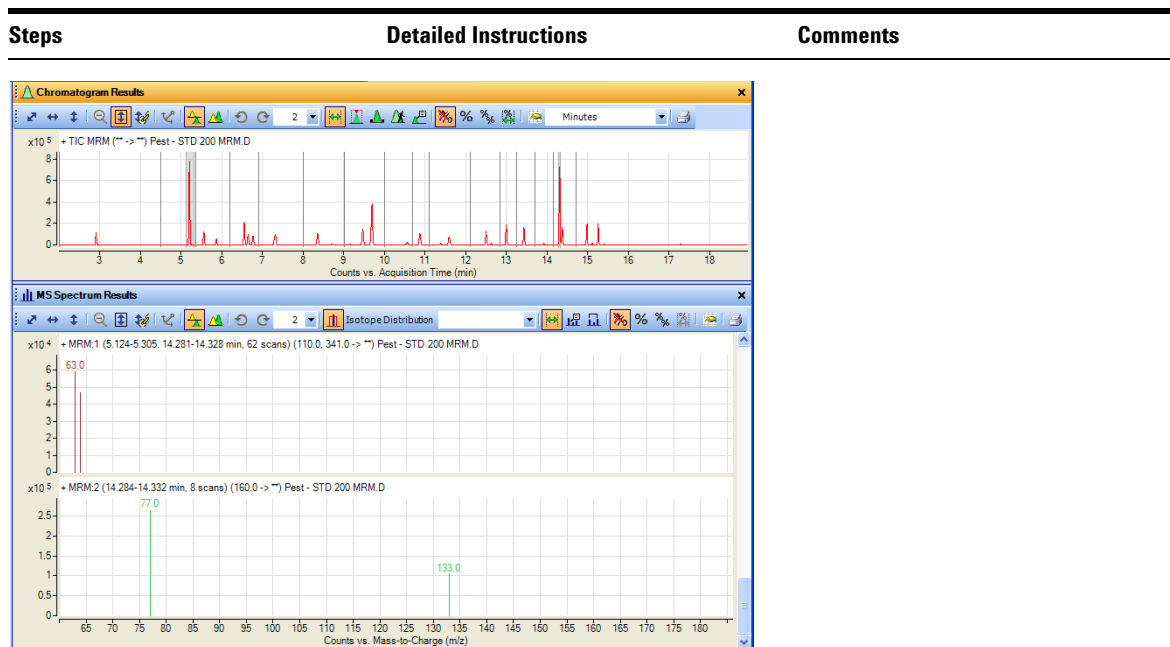 Steps Detailed Instructions Comments
Chromatogram Results
2 Minutes
x10 5 + TIC MRM (** -> **) Pest - STD 200 MRM.D
8
6
4
2
0
3 4 5 6 7 8 9 10 11 12 13 14 15 16 17 18
Counts vs. Acquisition Time (min)
MS Spectrum Results
2 Isotope Distribution
x10 4 + MRM:1 (5.124-5.305, 14.281-14.328 min, 62 scans) (110.0, 341.0 -> **) Pest - STD 200 MRM.D
63.0
6
5
4
3
2
1
0
x10 5 + MRM:2 (14.284-14.332 min, 8 scans) (160.0 -> **) Pest - STD 200 MRM.D
77.0
2.5
2
1.5
1
133.0
0.5
0
65 70 75 80 85 90 95 100 105 110 115 120 125 130 135 140 145 150 155 160 165 170 175 180
Counts vs. Mass-to-Charge (m/z)